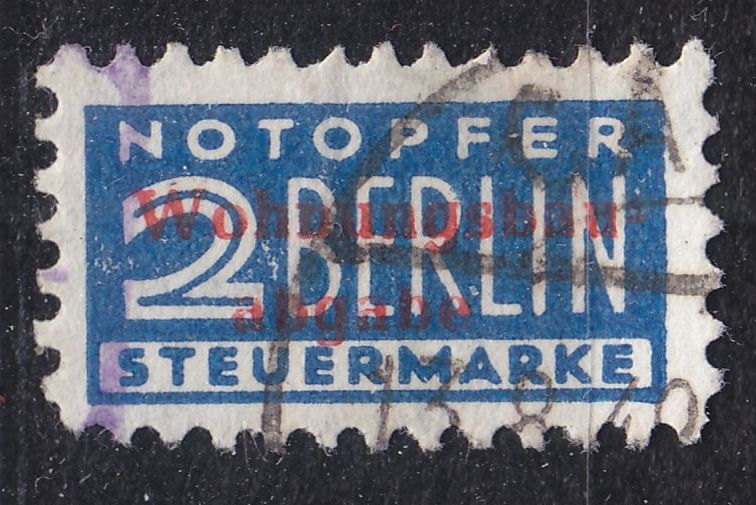 NOTOPFER
2 BERLIN
Wohnungsbau-
abgabe
STEUERMARKE